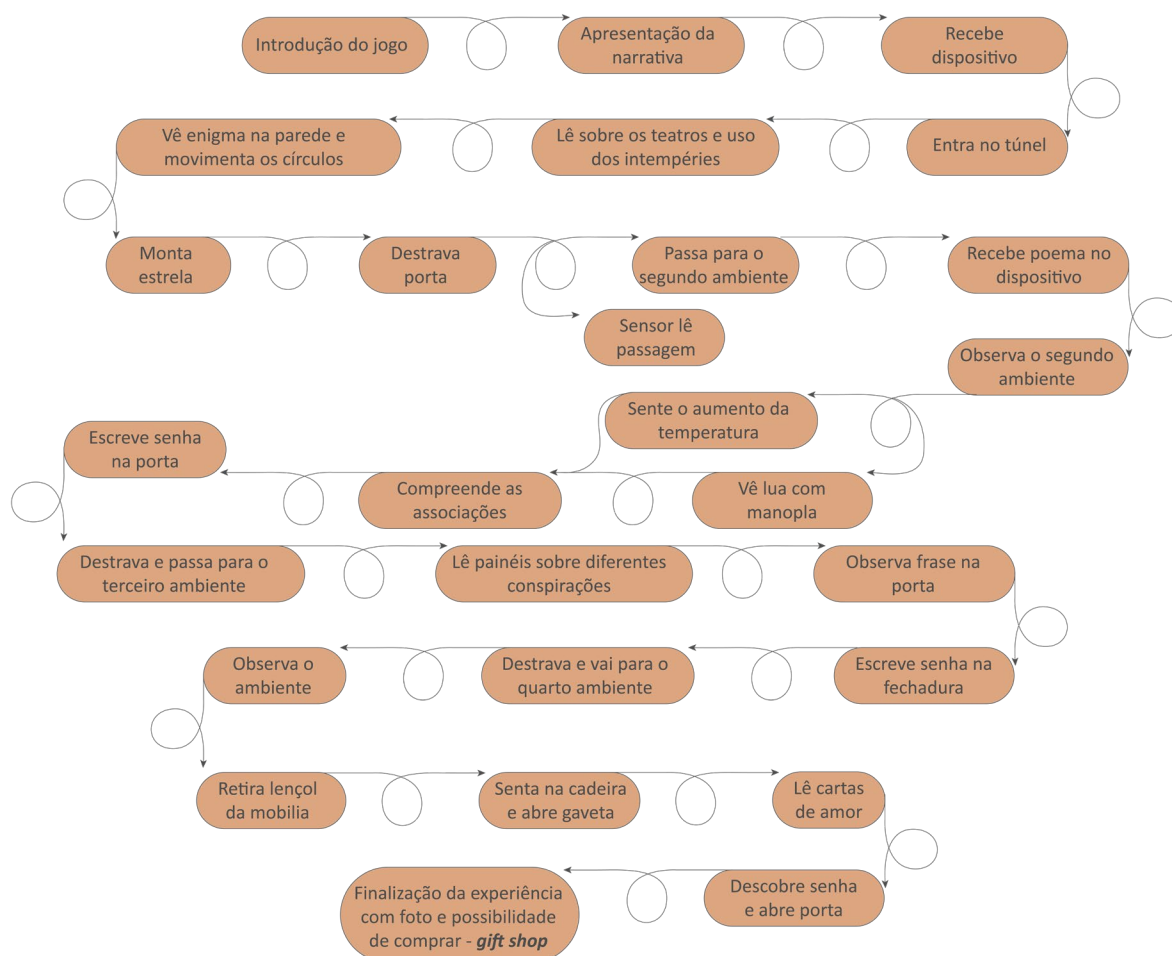 Introdução do jogo
Apresentação da
narrativa
Recebe
dispositivo
Entra no túnel
Lê sobre os teatros e uso
dos intempéries
Vê enigma na parede e
movimenta os círculos
Monta
estrela
Destrava
porta
Passa para o
segundo ambiente
Sensor lê
passagem
Recebe poema no
dispositivo
Observa o segundo
ambiente
Sente o aumento da
temperatura
Vê lua com
manopla
Compreende as
associações
Escreve senha
na porta
Destrava e passa para o
terceiro ambiente
Lê painéis sobre diferentes
conspirações
Observa frase na
porta
Escreve senha na
fechadura
Destrava e vai para o
quarto ambiente
Observa o
ambiente
Retira lençol
da mobilia
Senta na cadeira
e abre gaveta
Lê cartas
de amor
Descobre senha
e abre porta
Finalização da experiência
com foto e possibilidade
de comprar - gift shop